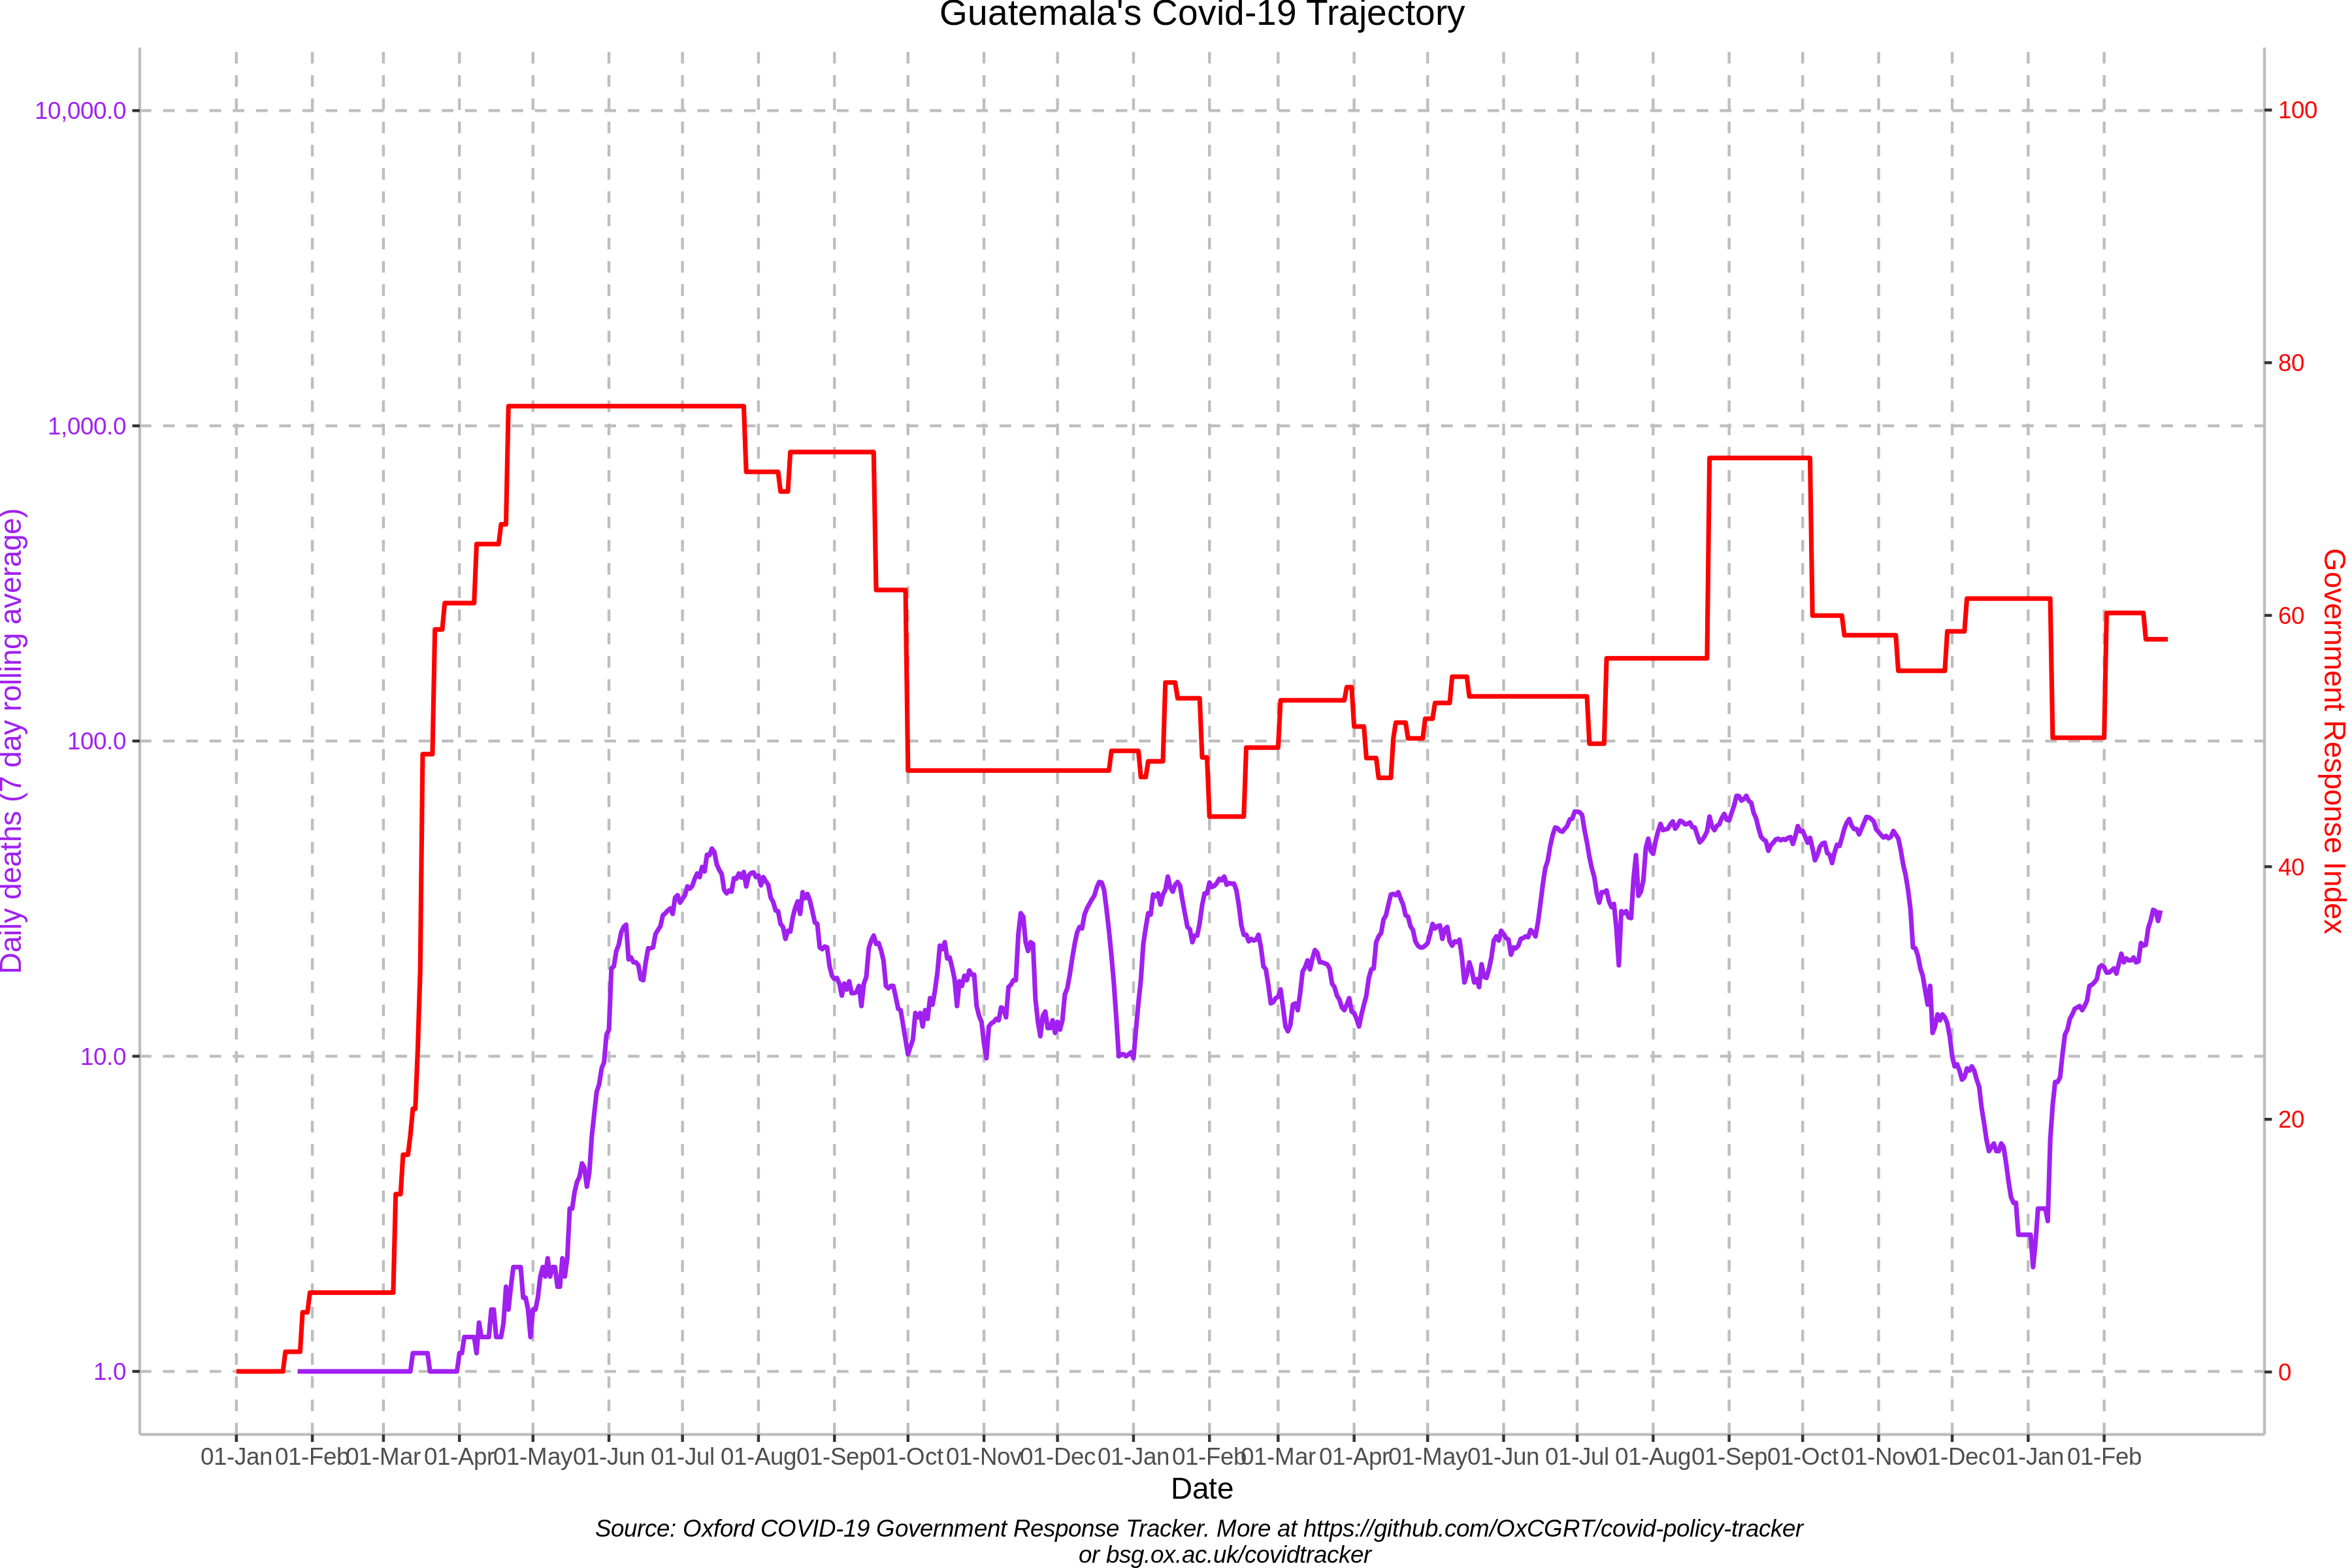 Guatemala's Covid-19 Trajectory
10,000.0
1,000.0
100.0
10.0
1.0
Daily deaths (7 day rolling average)
100
80
60
40
20
0
Government Response Index
01-Jan 01-Feb 01-Mar 01-Apr 01-May 01-Jun 01-Jul 01-Aug 01-Sep 01-Oct 01-Nov 01-Dec 01-Jan 01-Feb 01-Mar 01-Apr 01-May 01-Jun 01-Jul 01-Aug 01-Sep 01-Oct 01-Nov 01-Dec 01-Jan 01-Feb
Date
Source: Oxford COVID-19 Government Response Tracker. More at https://github.com/OxCGRT/covid-policy-tracker
or bsg.ox.ac.uk/covidtracker